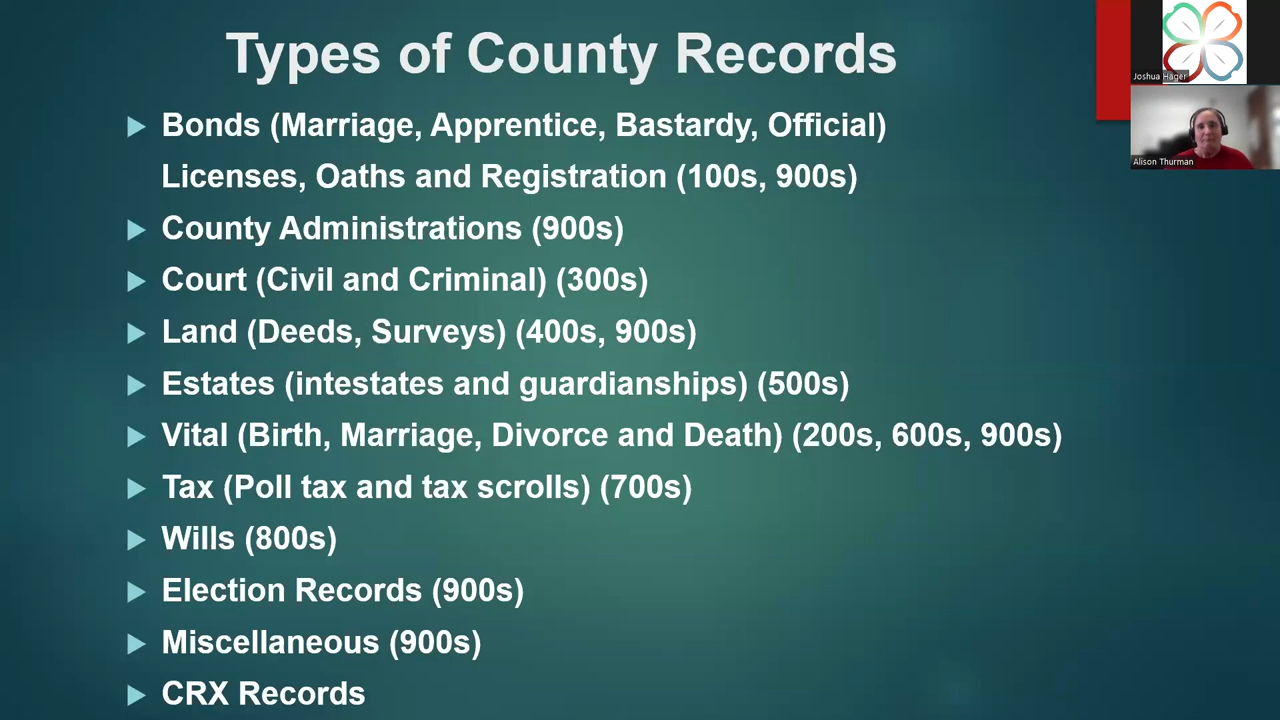 Types of County Records
Bonds (Marriage, Apprentice, Bastardy, Official)
Licenses, Oaths and Registration (100s, 900s)
County Administrations (900s)
Court (Civil and Criminal) (300s)
Land (Deeds, Surveys) (400s, 900s)
Estates (intestates and guardianships) (500s)
Vital (Birth, Marriage, Divorce and Death) (200s, 600s, 900s)
Tax (Poll tax and tax scrolls) (700s)
Wills (800s)
Election Records (900s)
Miscellaneous (900s)
CRX Records
Joshua Hager
Alison Thurman